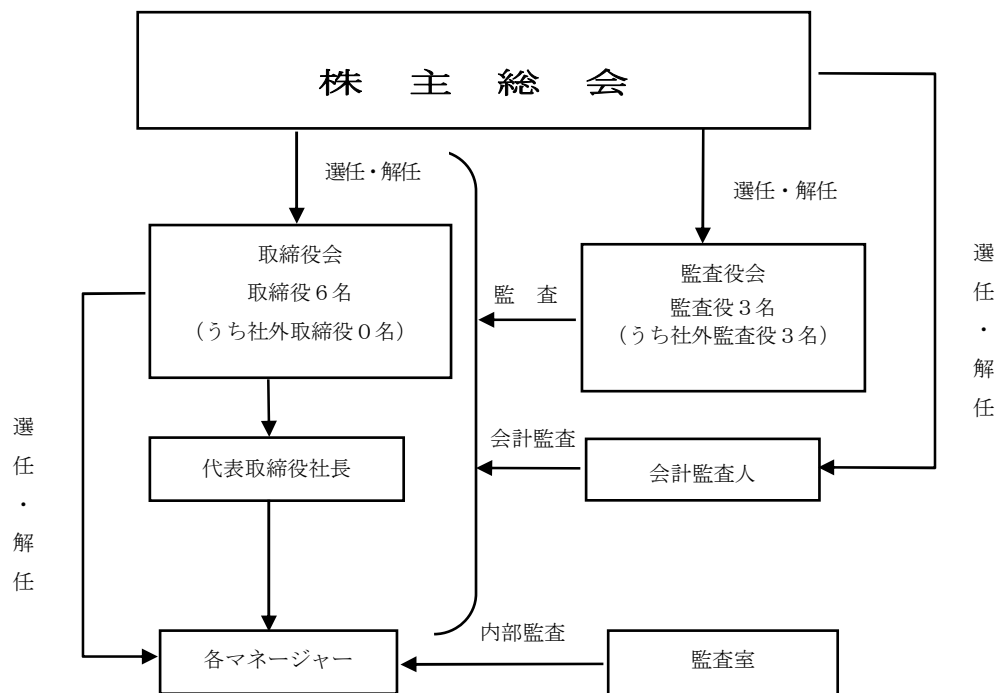 株主総会
選任・解任
選任・解任
取締役会
取締役6名
(うち社外取締役0名)
監査
監査役会
監査役3名
(うち社外監査役3名)
選任・解任
選任・解任
会計監査
代表取締役社長
会計監査人
内部監査
各マネージャー
監査室